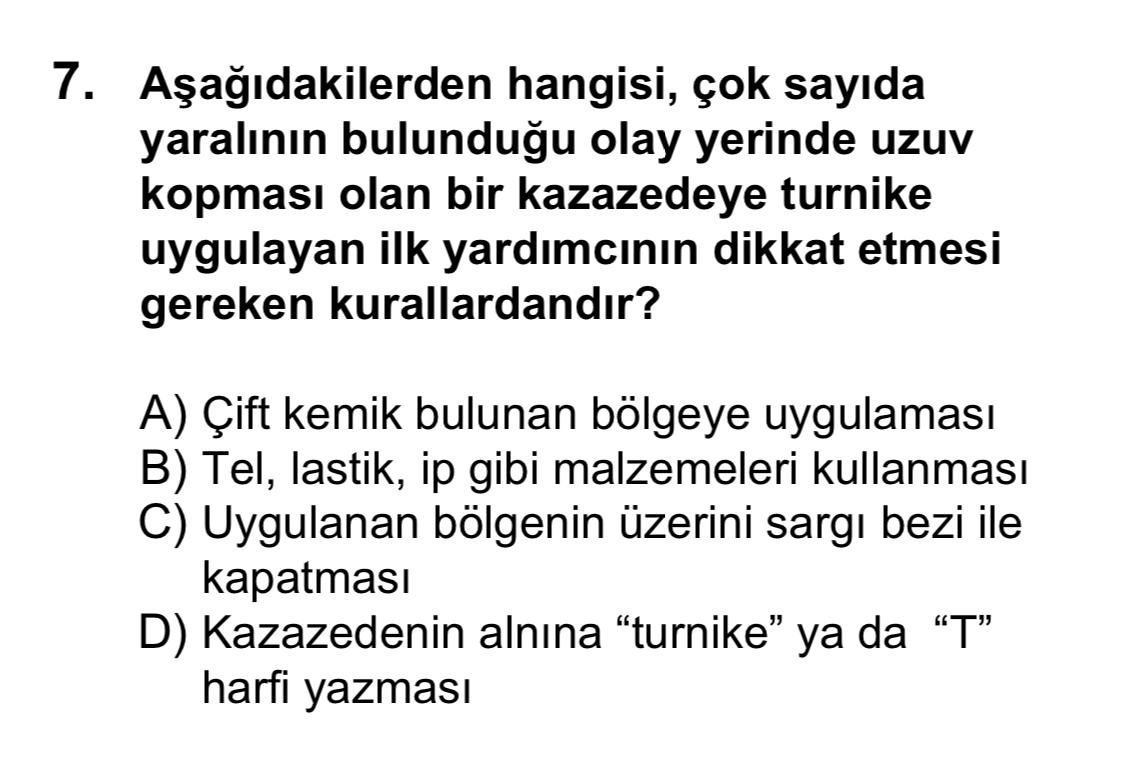 7. Aşağıdakilerden hangisi, çok sayıda
yaralının bulunduğu olay yerinde uzuv
kopması olan bir kazazedeye turnike
uygulayan ilk yardımcının dikkat etmesi
gereken kurallardandır?
A) Çift kemik bulunan bölgeye uygulaması
B) Tel, lastik, ip gibi malzemeleri kullanması
C) Uygulanan bölgenin üzerini sargı bezi ile
kapatması
D) Kazazedenin alnına “turnike” ya da “T”
harfi yazması